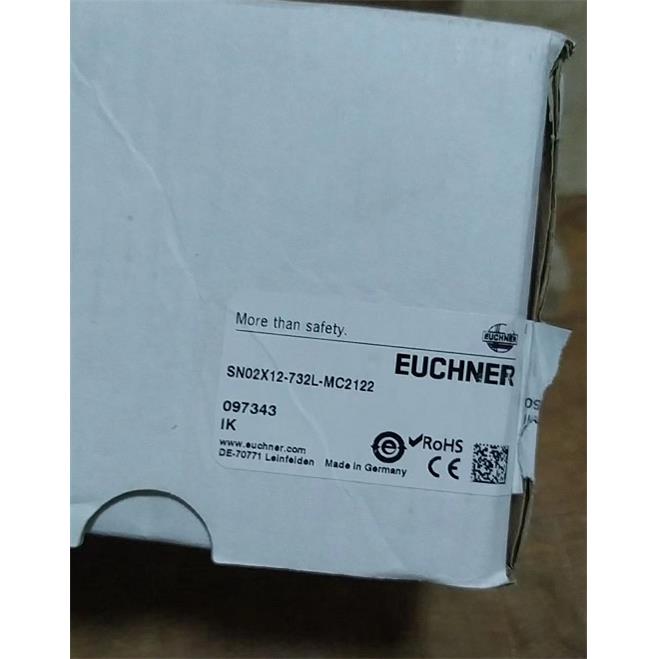 More than safety.
EUCHNER
EUCHNER
SN02X12-732L-MC2122
097343
IK
www.euchner.com
DE-70771 Leinfelden Made in Germany
RoHS
CE